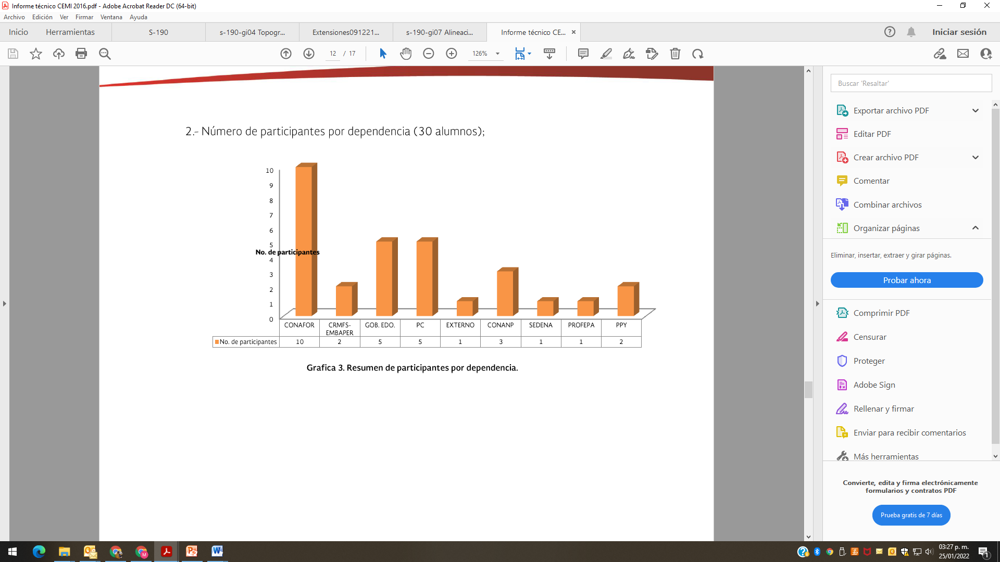 Informe técnico CEMI 2016.pdf - Adobe Acrobat Reader DC (64-bit)
Archivo Edición Ver Firmar Ventana Ayuda
Inicio Herramientas S-190 s-190-gi04 Topogr... Extensiones091221... s-190-gi07 Alineaci... Informe técnico CE... Iniciar sesión
12 / 17 126%
2.- Número de participantes por dependencia (30 alumnos);
10
9
8
7
6
5
No. de participantes
4
3
2
1
0
CONAFOR CRMFS-EMBAPER GOB. EDO. PC EXTERNO CONANP SEDENA PROFEPA PPY
No. de participantes 10 2 5 5 1 3 1 1 2
Grafica 3. Resumen de participantes por dependencia.
Buscar 'Resaltar'
Exportar archivo PDF
Editar PDF
Crear archivo PDF
Comentar
Combinar archivos
Organizar páginas
Eliminar, insertar, extraer y girar páginas.
Probar ahora
Comprimir PDF
Censurar
Proteger
Adobe Sign
Rellenar y firmar
Enviar para recibir comentarios
Más herramientas
Convierte, edita y firma electrónicamente
formularios y contratos PDF
Prueba gratis de 7 días
03:27 p. m.
25/01/2022